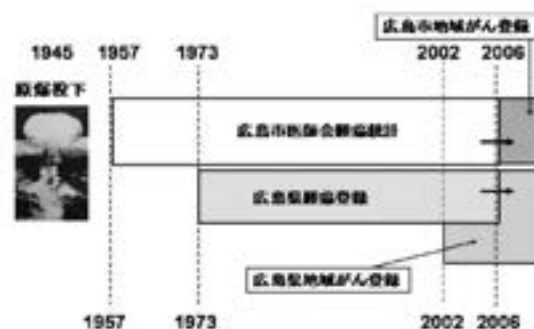 広島市地域がん登録
1945 1957 1973 2002 2006
原爆投下
広島市医師会腫瘍統計
広島県腫瘍登録
広島県地域がん登録
1957 1973 2002 2006